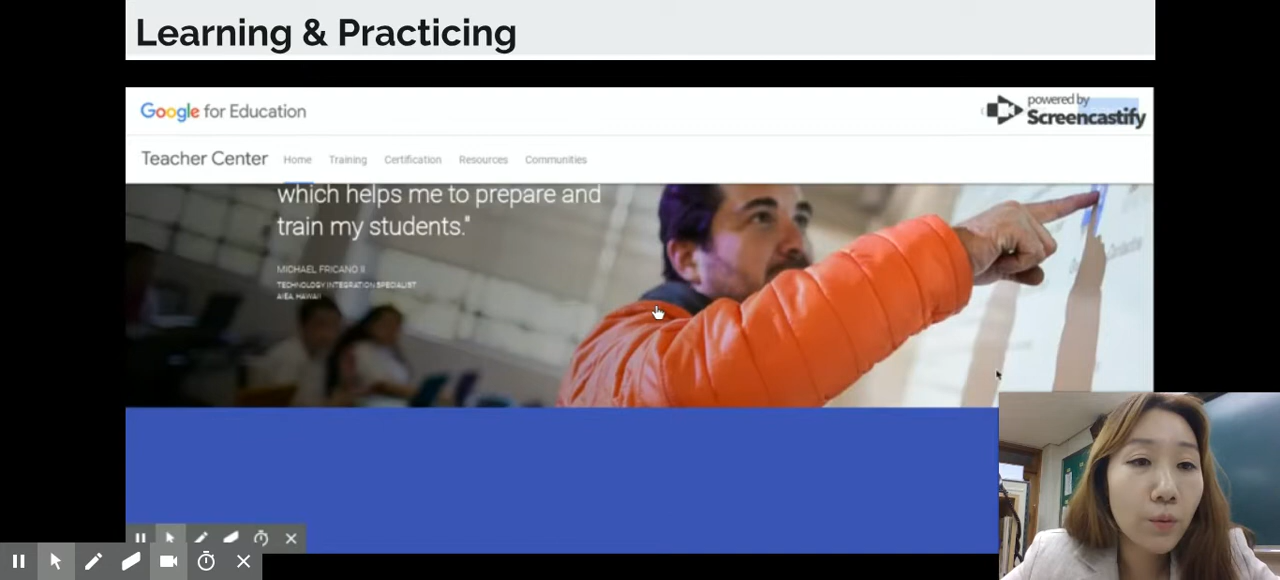 Learning & Practicing
Google for Education
powered by
Screencastify
Teacher Center Home Training Certification Resources Communities
which helps me to prepare and
train my students."
MICHAEL FRICANO II
TECHNOLOGY INTEGRATION SPECIALIST
AIEA, HAWAII